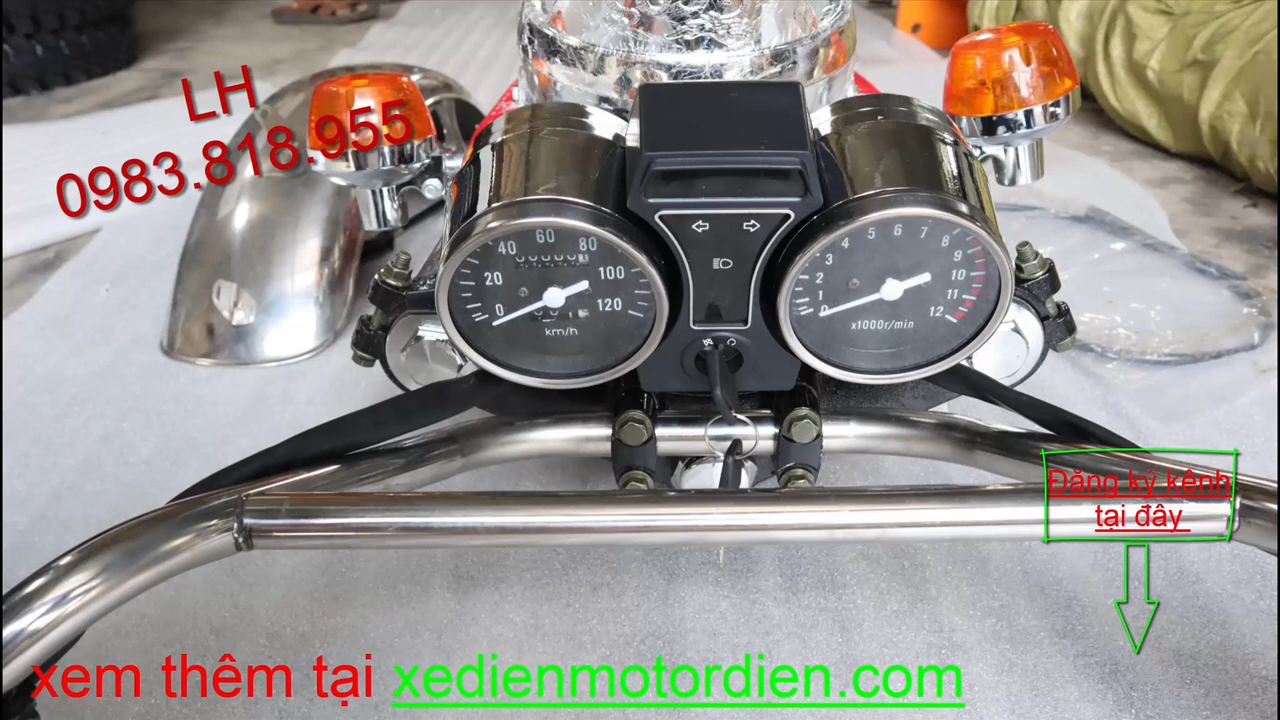 LH
0983.818.955
0 20 40 60 80 100 120
km/h
0 1 2 3 4 5 6 7 8 9 10 11 12
x1000r/min
Đăng ký kênh
tại đây
xem thêm tại xedienmotordien.com